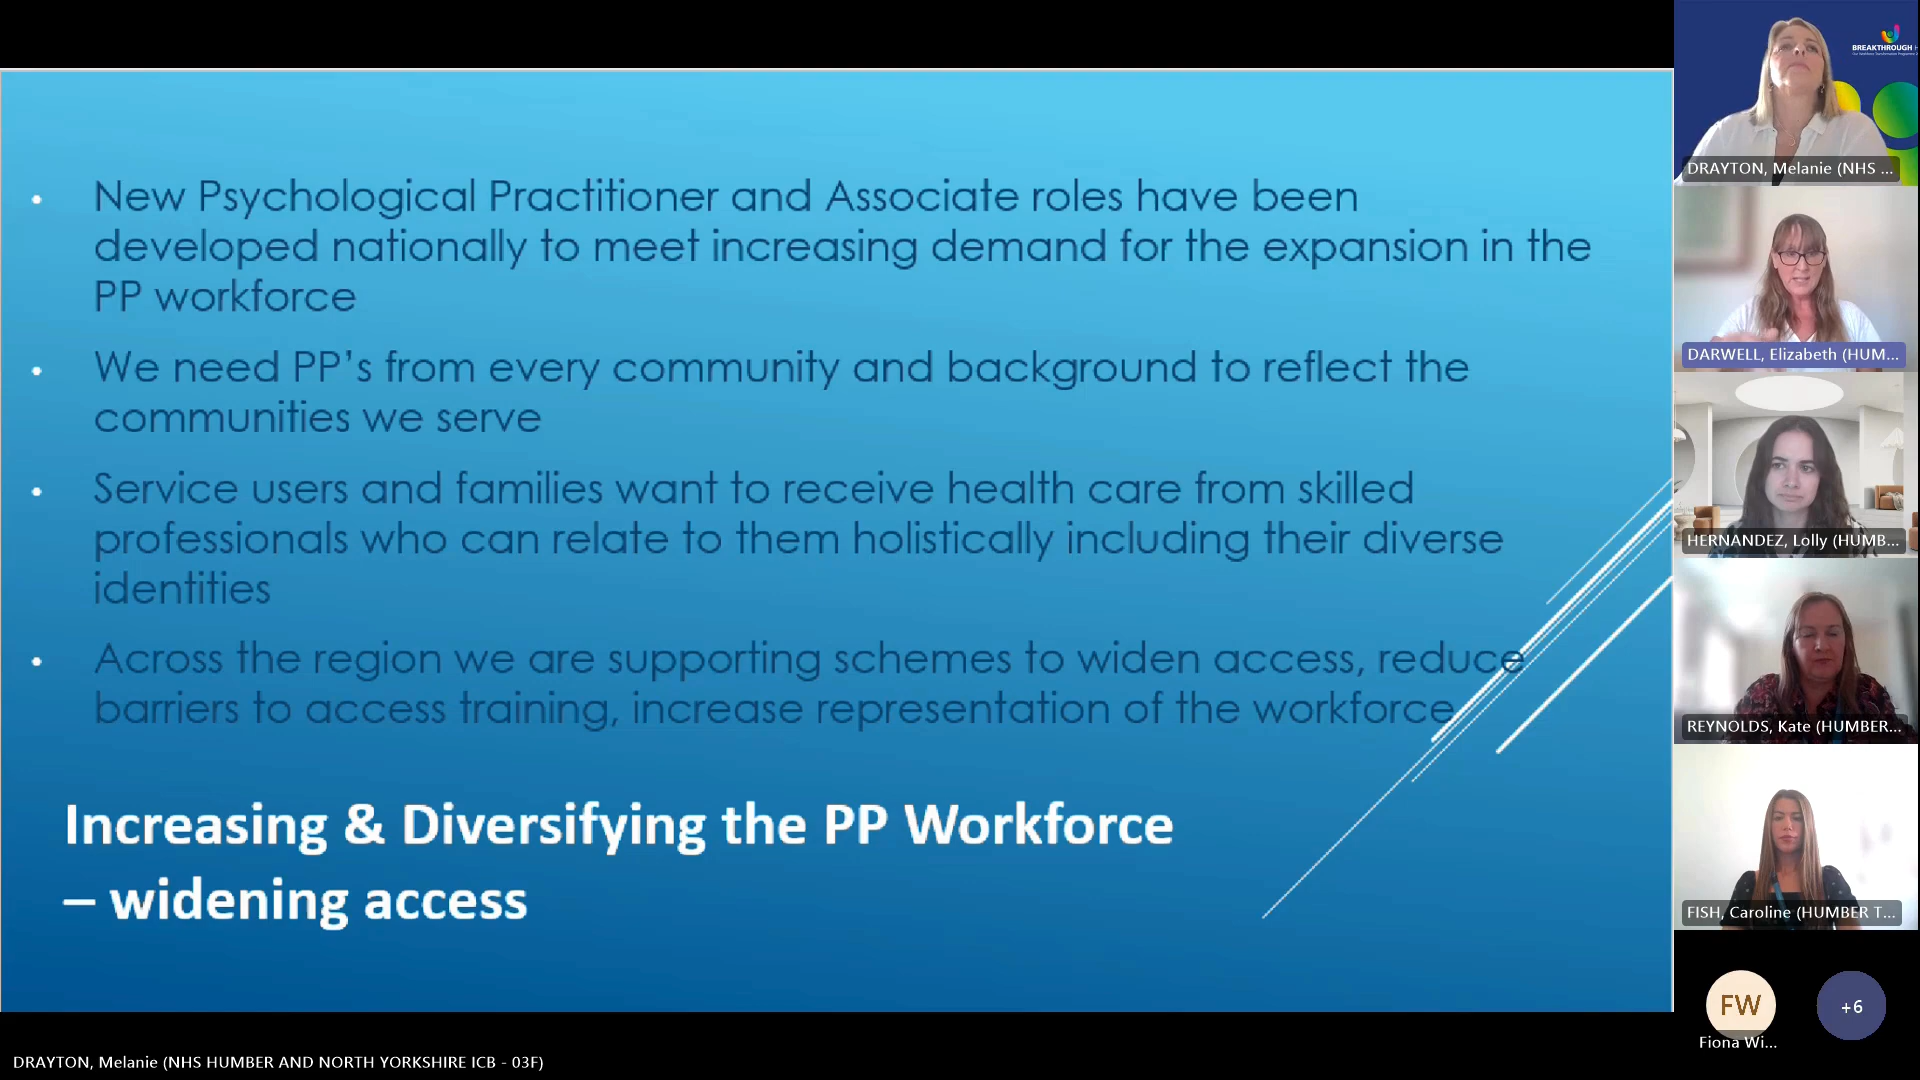 New Psychological Practitioner and Associate roles have been
developed nationally to meet increasing demand for the expansion in the
PP workforce
We need PP's from every community and background to reflect the
communities we serve
Service users and families want to receive health care from skilled
professionals who can relate to them holistically including their diverse
identities
Across the region we are supporting schemes to widen access, reduce
barriers to access training, increase representation of the workforce
Increasing & Diversifying the PP Workforce
– widening access
BREAKTHROUGH
DRAYTON, Melanie (NHS ...
DARWELL, Elizabeth (HUM...
HERNANDEZ, Lolly (HUMB...
REYNOLDS, Kate (HUMBER...
FISH, Caroline (HUMBER T...
FW
+6
Fiona Wi...
DRAYTON, Melanie (NHS HUMBER AND NORTH YORKSHIRE ICB - 03F)